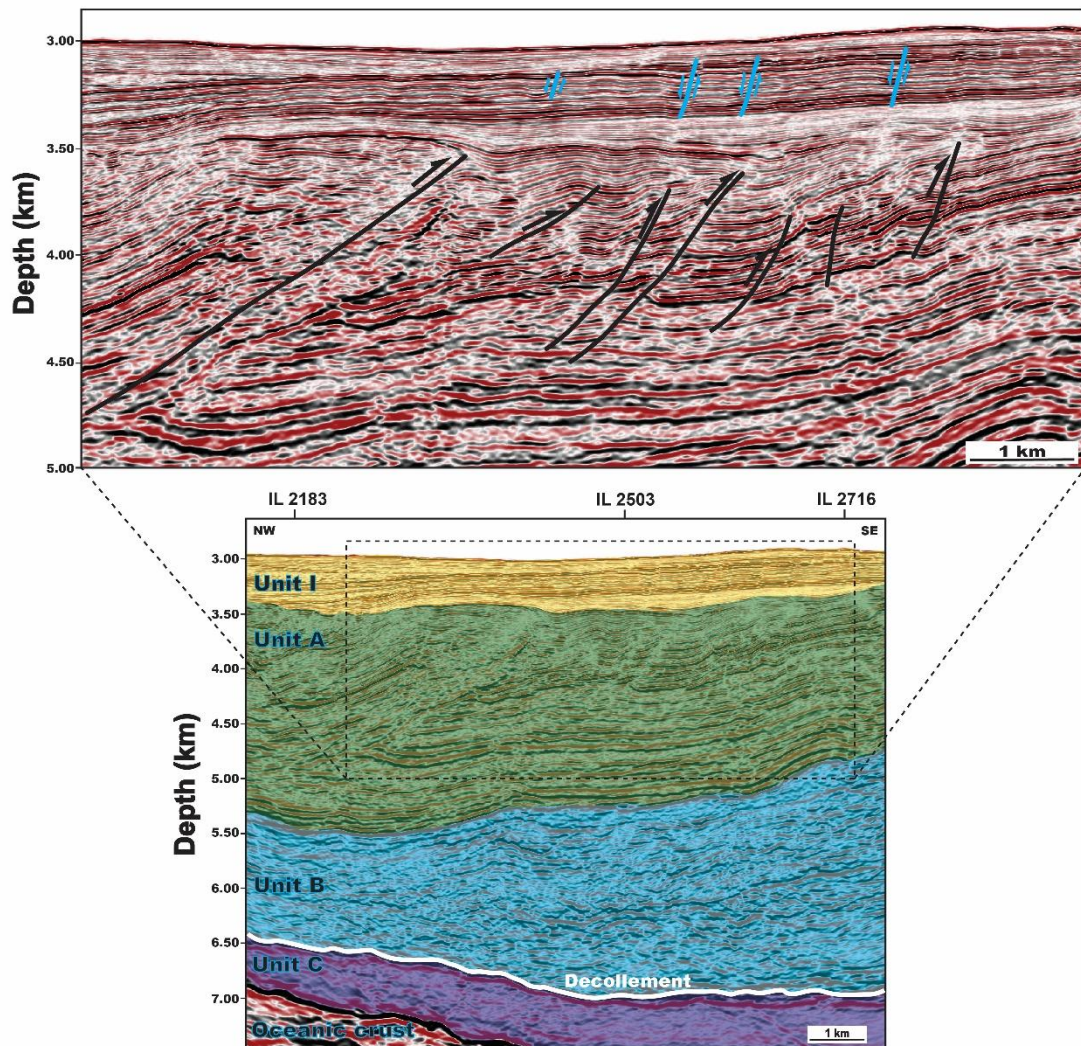 3.00
3.50
4.00
4.50
5.00
Depth (km)
1 km
IL 2183 IL 2503 IL 2716
NW SE
3.00
3.50
4.00
4.50
5.00
5.50
6.00
6.50
7.00
Depth (km)
Unit I
Unit A
Unit B
Unit C
Decollement
Oceanic crust
1 km